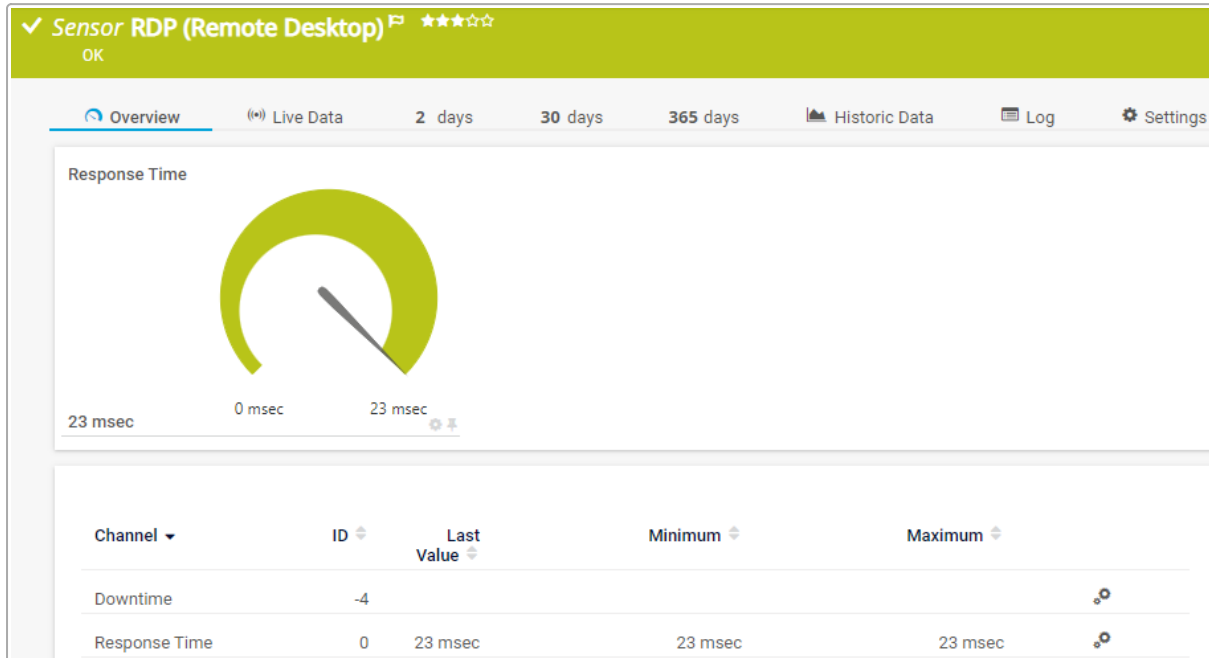 Sensor RDP (Remote Desktop)
OK
Overview Live Data 2 days 30 days 365 days Historic Data Log Settings
Response Time
0 msec 23 msec
23 msec
Channel ID Last Value Minimum Maximum
Downtime -4
Response Time 0 23 msec 23 msec 23 msec